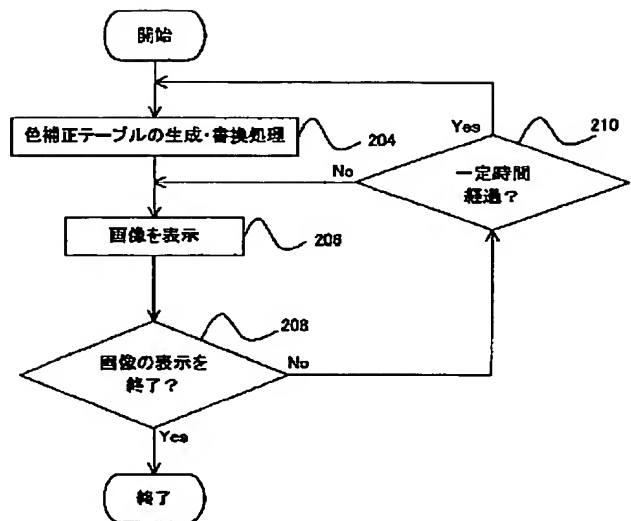 開始
色補正テーブルの生成・書換処理
204
Yes
210
No
一定時間
経過？
画像を表示
206
208
画像の表示を
終了？
No
Yes
終了